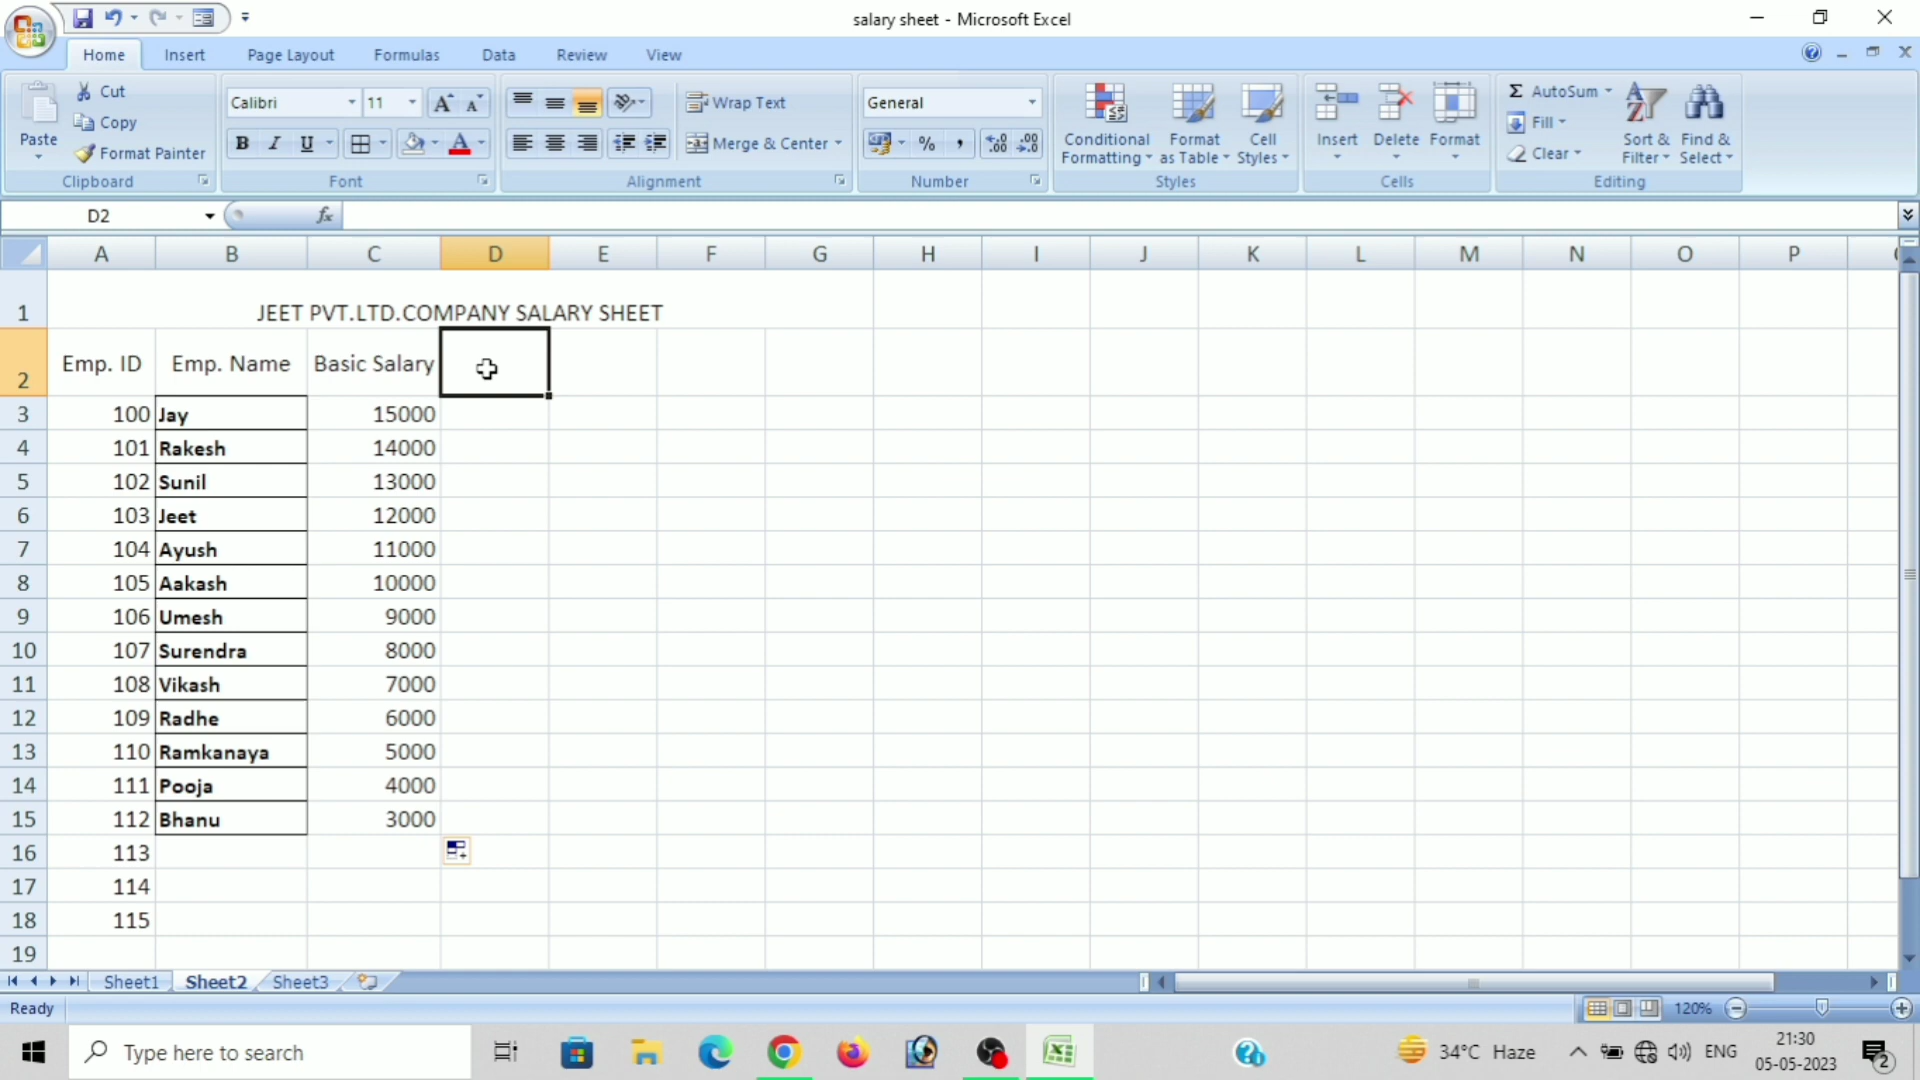 salary sheet - Microsoft Excel
Home Insert Page Layout Formulas Data Review View
Paste
Cut
Copy
Format Painter
Clipboard
Calibri 11
B I U
Font
Wrap Text
Merge & Center
Alignment
General
% ,
Number
Conditional Formatting
Format as Table
Cell Styles
Styles
Insert Delete Format
Cells
Σ AutoSum
Fill
Clear
Sort & Filter
Find & Select
Editing
D2 fx
A B C D E F G H I J K L M N O P
1 JEET PVT.LTD.COMPANY SALARY SHEET
2 Emp. ID Emp. Name Basic Salary
3 100 Jay 15000
4 101 Rakesh 14000
5 102 Sunil 13000
6 103 Jeet 12000
7 104 Ayush 11000
8 105 Aakash 10000
9 106 Umesh 9000
10 107 Surendra 8000
11 108 Vikash 7000
12 109 Radhe 6000
13 110 Ramkanaya 5000
14 111 Pooja 4000
15 112 Bhanu 3000
16 113
17 114
18 115
19
Sheet1 Sheet2 Sheet3
Ready 120%
Type here to search
34°C Haze
ENG
21:30
05-05-2023
2